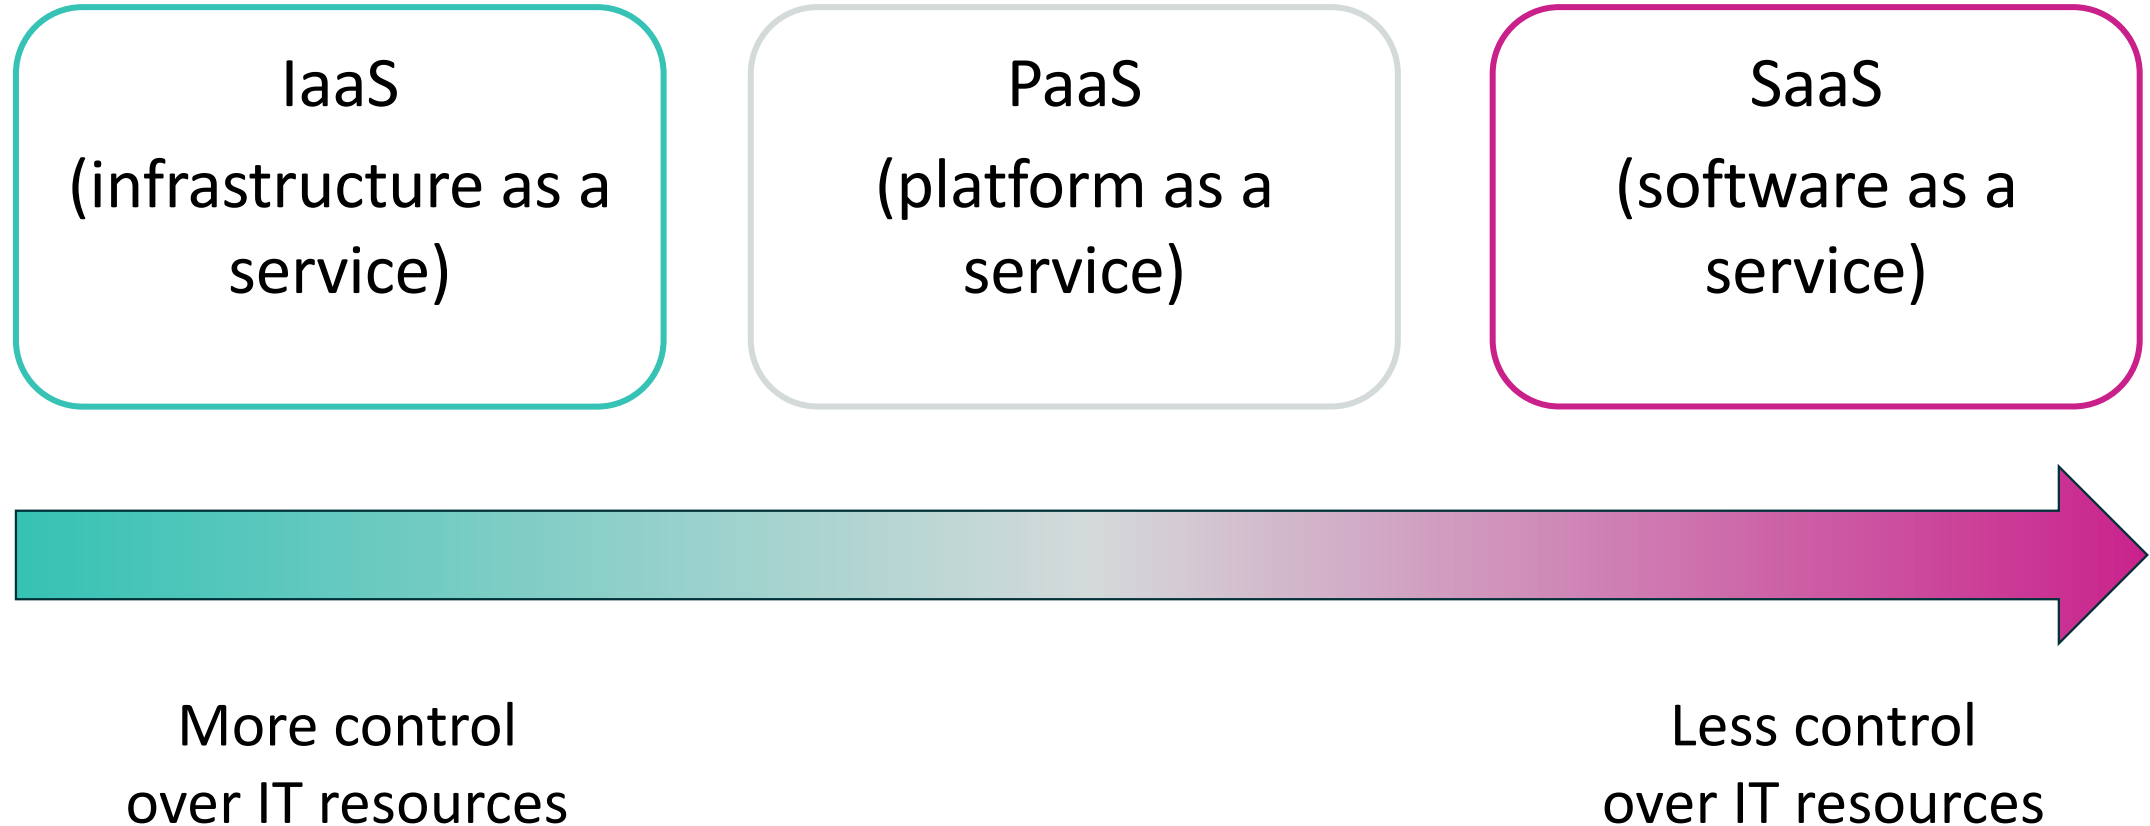 IaaS
(infrastructure as a
service)
PaaS
(platform as a
service)
SaaS
(software as a
service)
More control
over IT resources
Less control
over IT resources